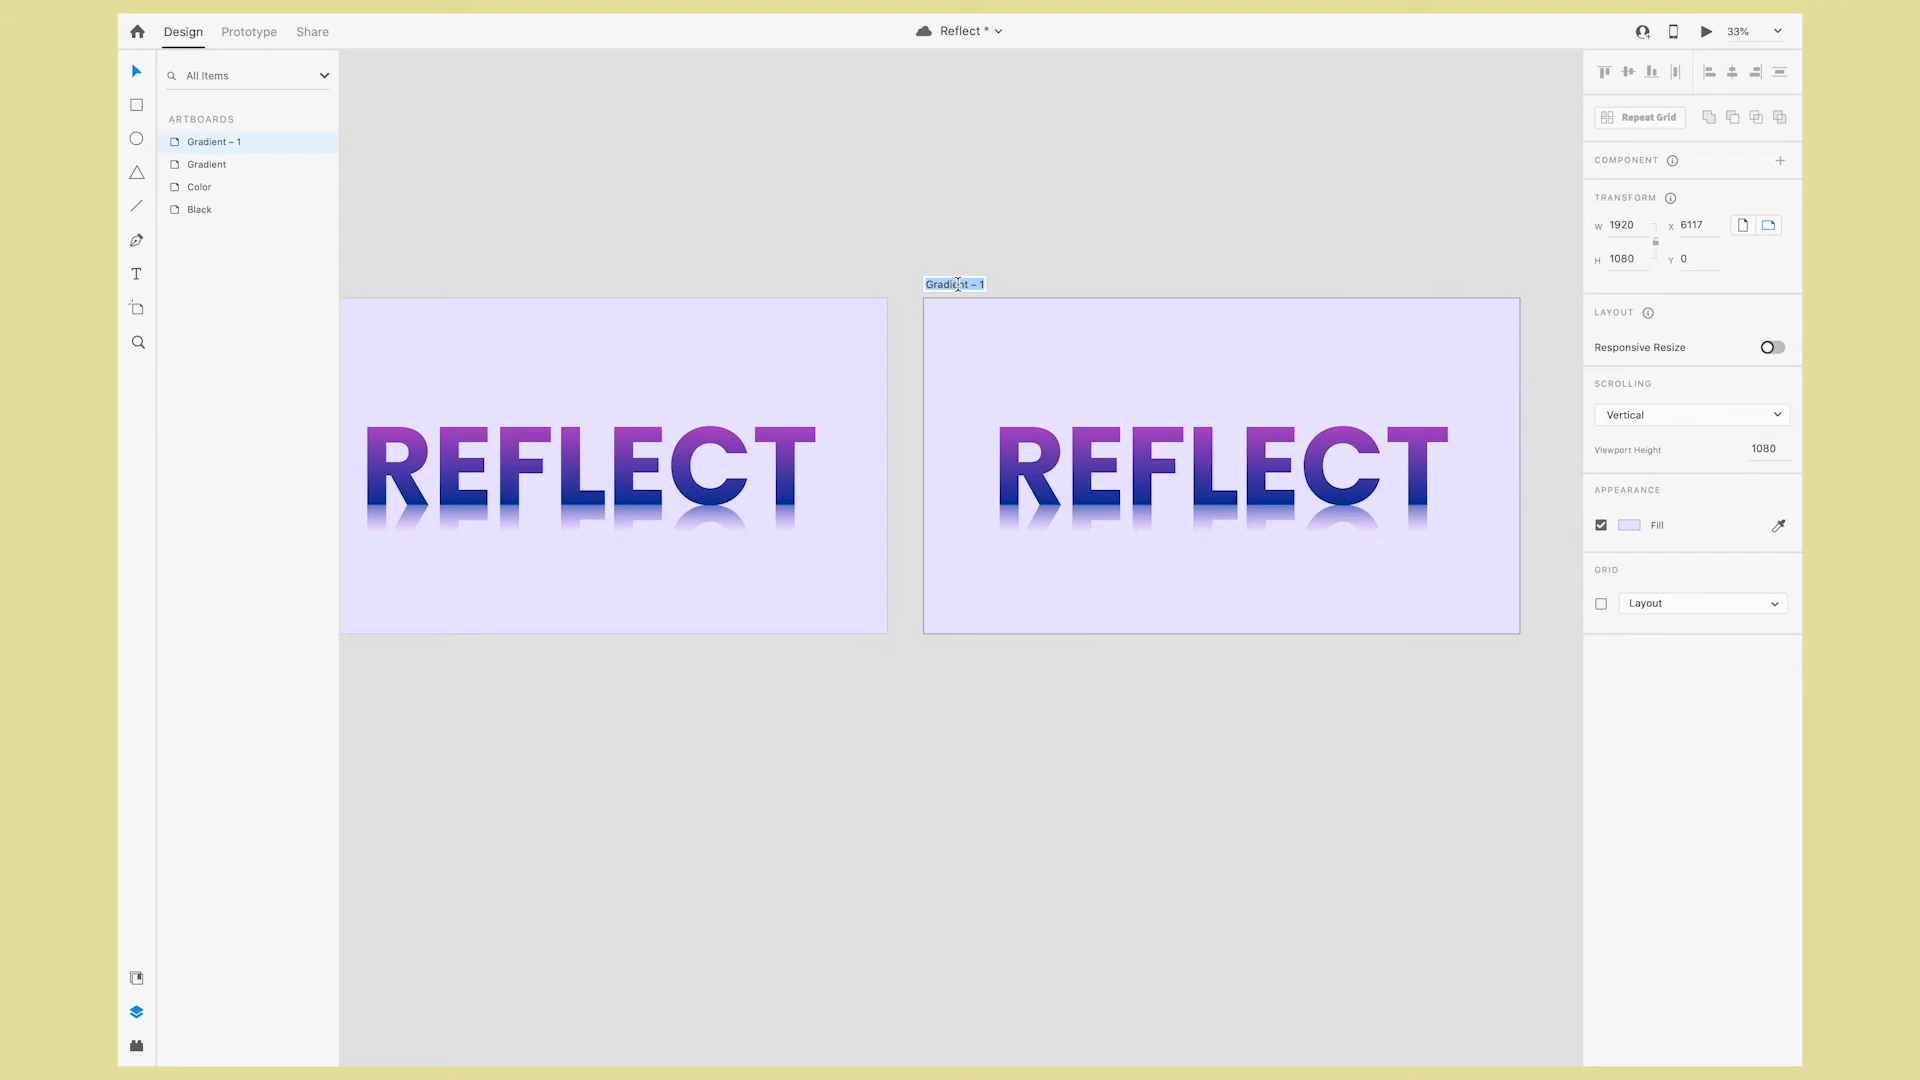 Design Prototype Share
Reflect *
33%
All Items
ARTBOARDS
Gradient – 1
Gradient
Color
Black
Gradient – 1
REFLECT
REFLECT
Repeat Grid
COMPONENT
TRANSFORM
W 1920 X 6117
H 1080 Y 0
LAYOUT
Responsive Resize
SCROLLING
Vertical
Viewport Height 1080
APPEARANCE
Fill
GRID
Layout